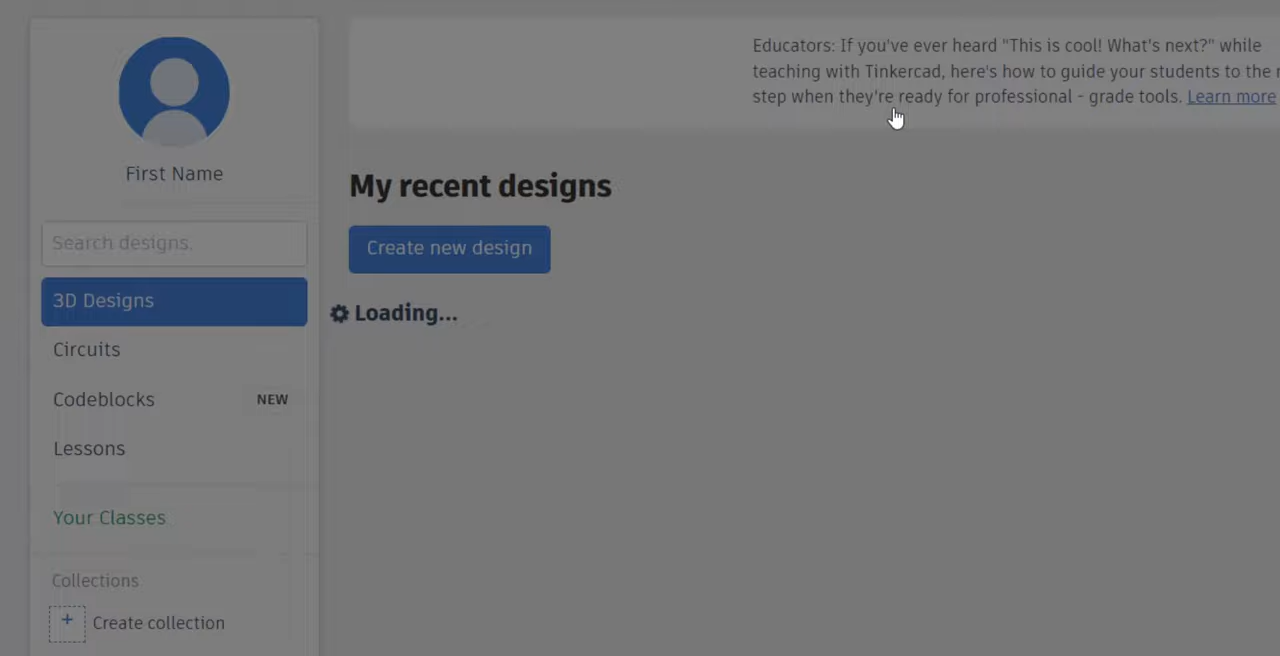 Educators: If you've ever heard "This is cool! What's next?" while
teaching with Tinkercad, here's how to guide your students to the
step when they're ready for professional - grade tools. Learn more
First Name
Search designs.
3D Designs
Circuits
Codeblocks NEW
Lessons
Your Classes
Collections
+ Create collection
My recent designs
Create new design
Loading...